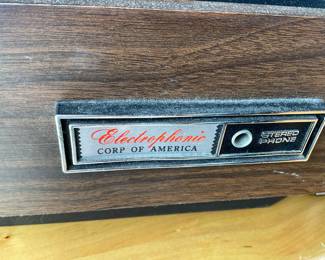 Electrophonic
CORP OF AMERICA
STEREO
PHONE